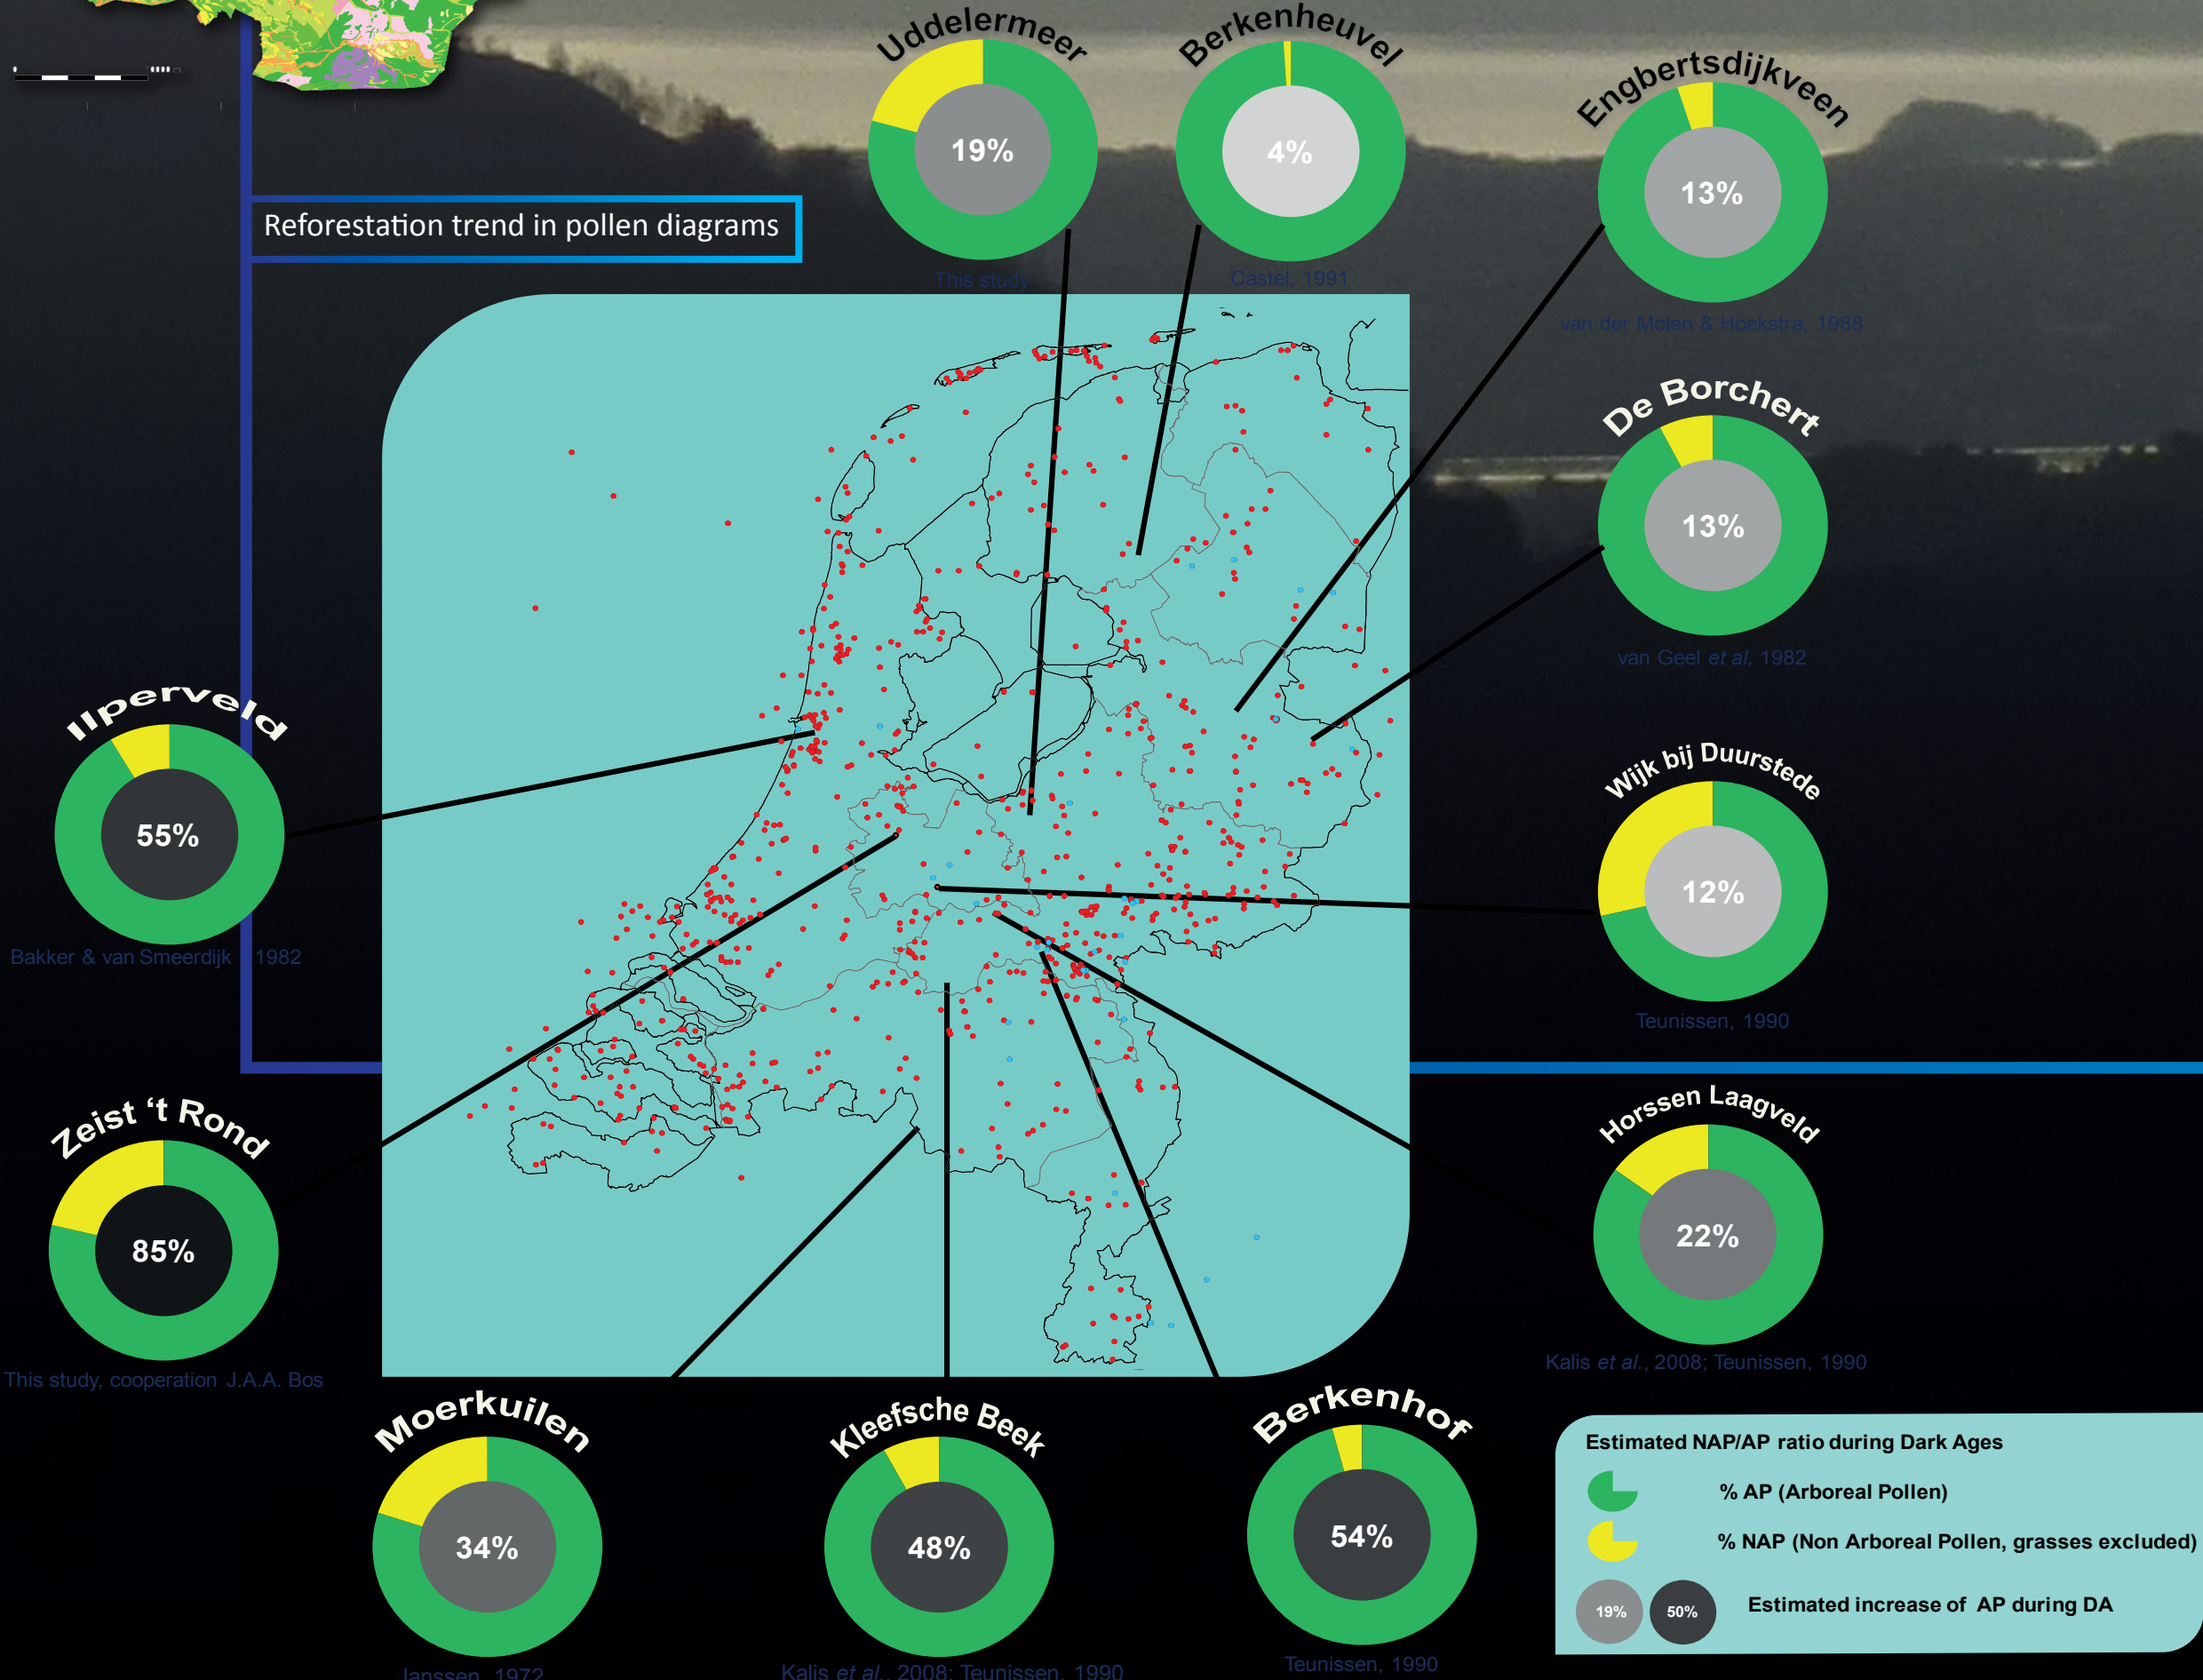 Uddelermeer
19%
This study
Berkenheuvel
4%
Castel, 1991
Engbertsdijkveen
13%
van der Molen & Hoekstra, 1988
Reforestation trend in pollen diagrams
De Borchert
13%
van Geel et al, 1982
Ilperveld
55%
Bakker & van Smeerdijk 1982
Wijk bij Duurstede
12%
Teunissen, 1990
Zeist ‘t Rond
85%
This study, cooperation J.A.A. Bos
Horssen Laagveld
22%
Kalis et al., 2008; Teunissen, 1990
Moerkuilen
34%
Janssen, 1972
Kleefsche Beek
48%
Kalis et al., 2008; Teunissen, 1990
Berkenhof
54%
Teunissen, 1990
Estimated NAP/AP ratio during Dark Ages
% AP (Arboreal Pollen)
% NAP (Non Arboreal Pollen, grasses excluded)
19% 50% Estimated increase of AP during DA